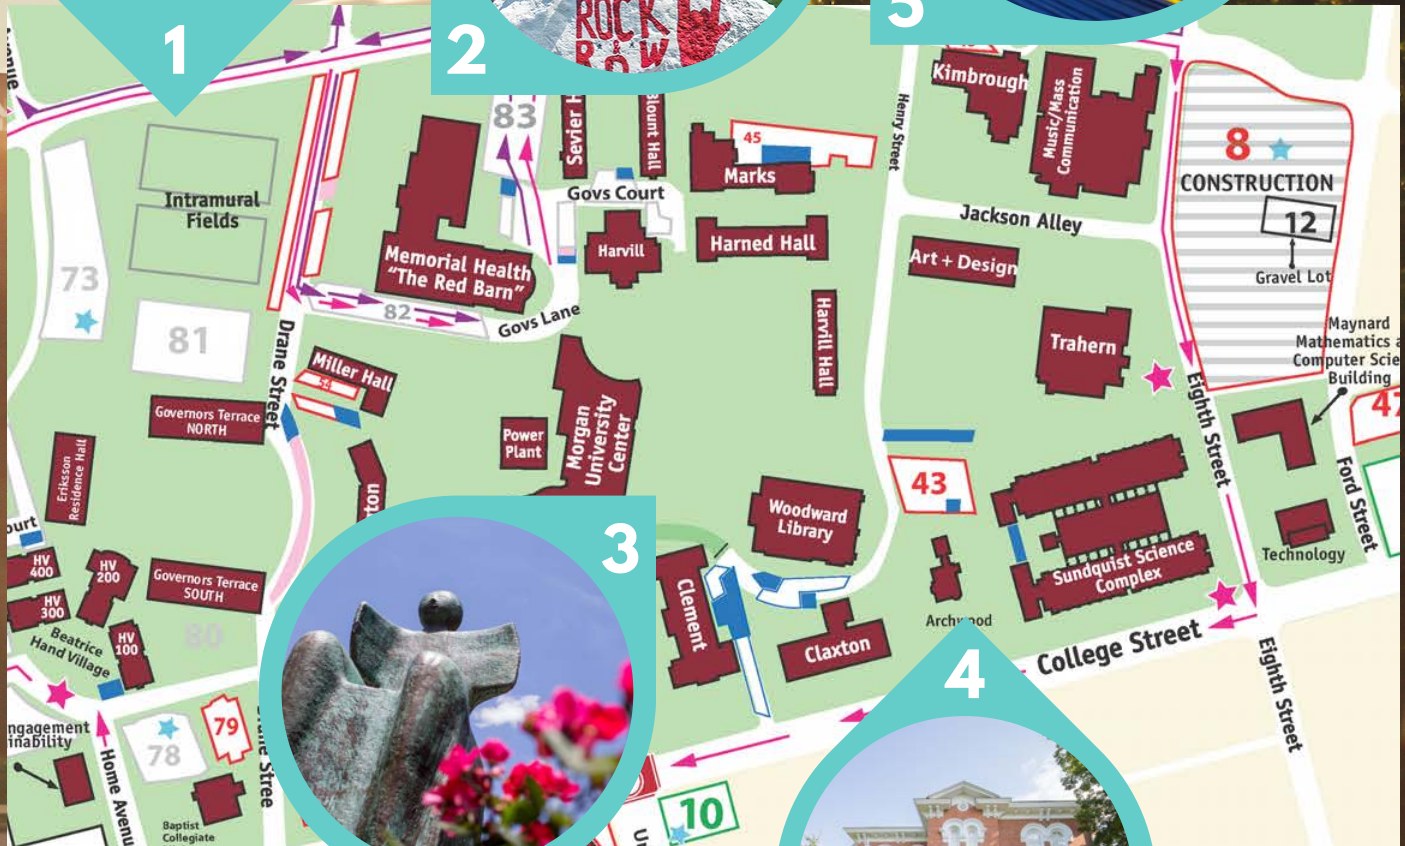 1
2
ROCK
&
ROW
5
Kimbrough
Music/Mass
Communication
8
CONSTRUCTION
12
Gravel Lot
83
Blount Hall
45
Marks
Henry Street
Intramural
Fields
Govs Court
Harvill
Harned Hall
Jackson Alley
Art + Design
Memorial Health
"The Red Barn"
73
81
82
Govs Lane
Drane Street
Miller Hall
Harvill Hall
Trahern
Maynard
Building
Governors Terrace
NORTH
Power
Plant
Morgan
University
Center
Eighth Street
47
Eriksson
Residence Hall
43
Woodward
Library
Ford Street
Technology
Sundquist Science
Complex
HV
400
HV
200
HV
300
HV
100
Governors Terrace
SOUTH
80
Beatrice
Hand Village
3
Clement
Claxton
College Street
4
Eighth Street
78
79
Baptist
Collegiate
10